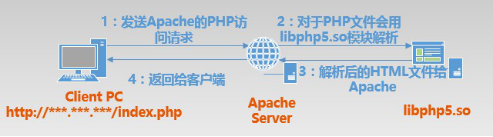 1：发送Apache的PHP访
问请求
2：对于PHP文件会用
libphp5.so模块解析
4：返回给客户端
3：解析后的HTML文件给
Apache
Client PC
http://***.***.***/index.php
Apache
Server
libphp5.so